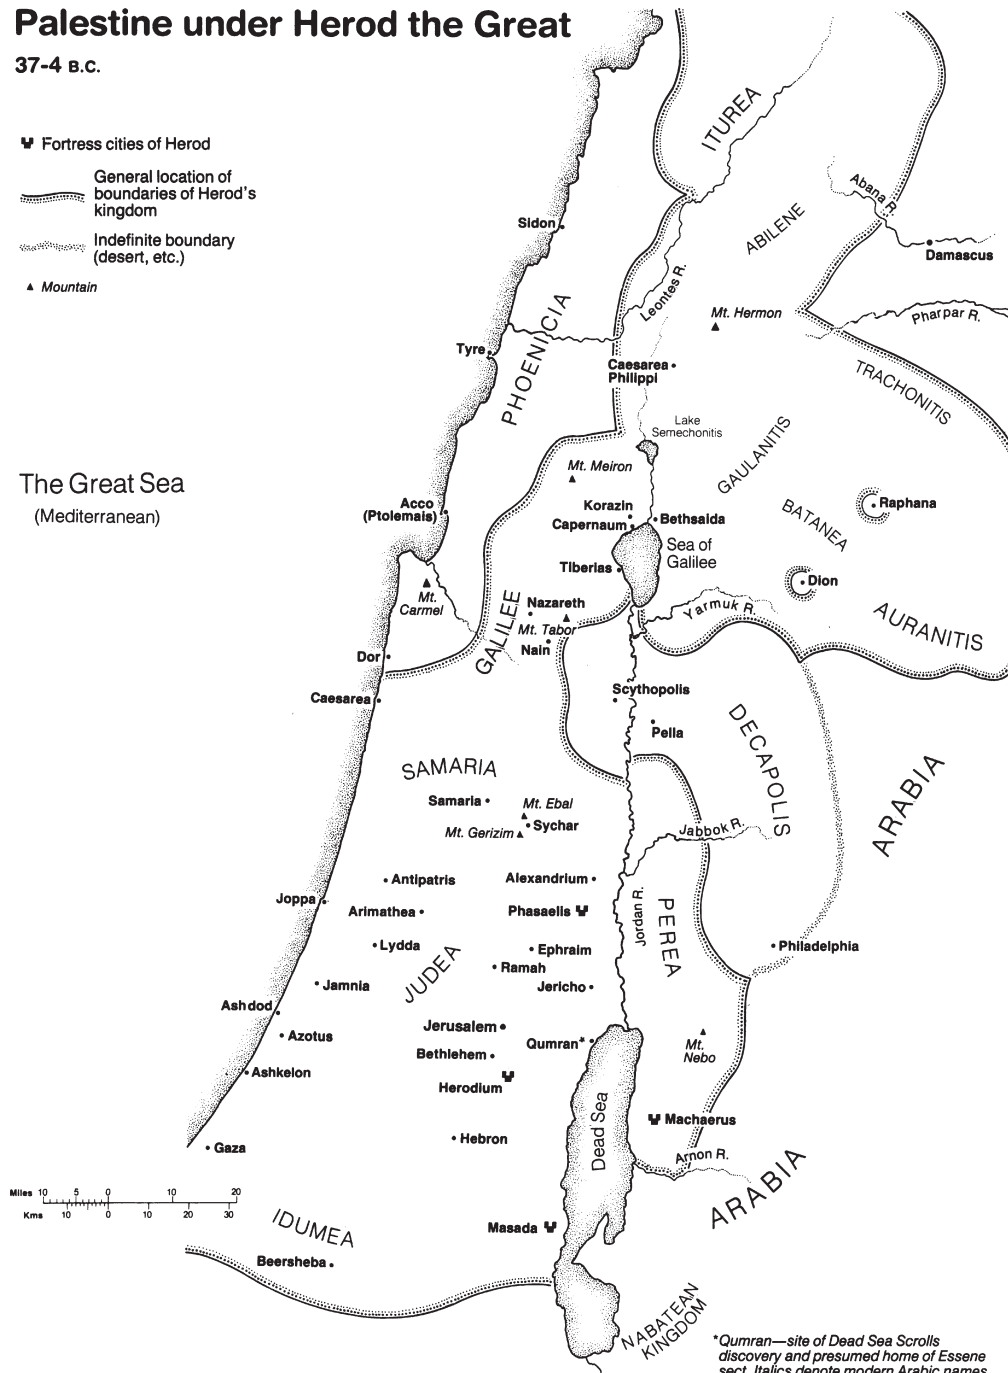 Palestine under Herod the Great
37-4 B.C.
Fortress cities of Herod
General location of
boundaries of Herod's
kingdom
Indefinite boundary
(desert, etc.)
Mountain
ITUREA
Abana R.
Sidon
ABILENE
Damascus
Leontes R.
Mt. Hermon
Pharpar R.
PHOENICIA
Tyre
Caesarea
Philippi
TRACHONITIS
Lake
Semechonitis
GAULANITIS
Mt. Meiron
The Great Sea
(Mediterranean)
Acco
(Ptolemais)
Korazin
Capernaum
Bethsaida
BATANEA
Raphana
Sea of
Galilee
Tiberias
Dion
Mt.
Carmel
Nazareth
Yarmuk R.
GALILEE
Mt. Tabor
AURANITIS
Nain
Dor
Caesarea
Scythopolis
Pella
DECAPOLIS
SAMARIA
ARABIA
Samaria
Mt. Ebal
Sychar
Mt. Gerizim
Jabbok R.
Antipatris
Alexandrium
Joppa
Arimathea
Phasaelis
Jordan R.
PEREA
Lydda
Ephraim
Philadelphia
JUDEA
Ramah
Jamnia
Jericho
Ashdod
Jerusalem
Azotus
Qumran*
Mt.
Nebo
Bethlehem
Ashkelon
Herodium
Dead Sea
Machaerus
Hebron
Gaza
Arnon R.
ARABIA
Miles 10 5 0 10 20
Kms 10 0 10 20 30
IDUMEA
Masada
Beersheba
NABATEAN
KINGDOM
*Qumran—site of Dead Sea Scrolls
discovery and presumed home of Essene
sect. Italics denote modern Arabic names